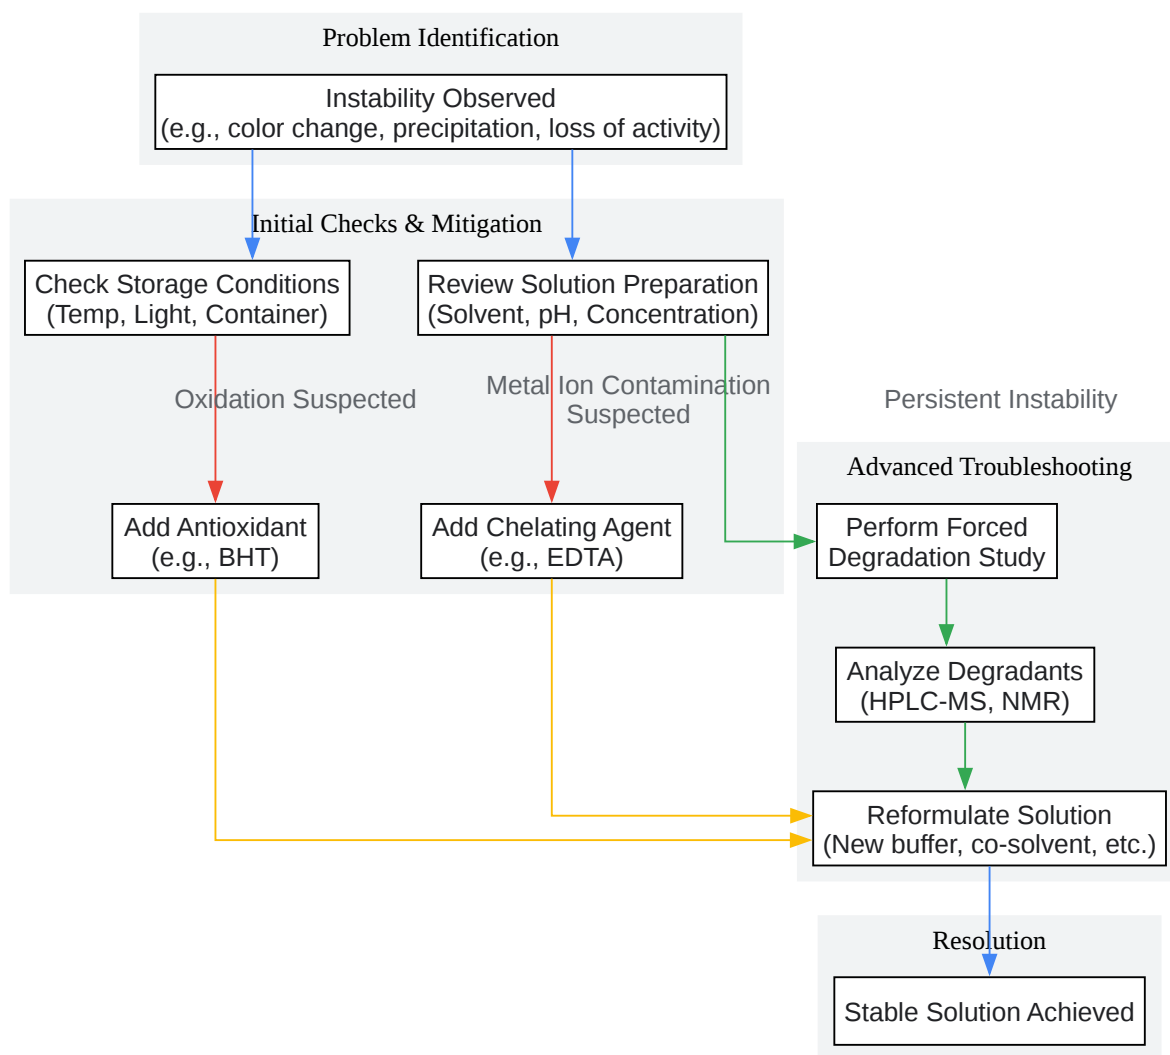 Problem Identification
Instability Observed
(e.g., color change, precipitation, loss of activity)
Initial Checks & Mitigation
Check Storage Conditions
(Temp, Light, Container)
Review Solution Preparation
(Solvent, pH, Concentration)
Oxidation Suspected
Metal Ion Contamination
Suspected
Persistent Instability
Advanced Troubleshooting
Add Antioxidant
(e.g., BHT)
Add Chelating Agent
(e.g., EDTA)
Perform Forced
Degradation Study
Analyze Degradants
(HPLC-MS, NMR)
Reformulate Solution
(New buffer, co-solvent, etc.)
Resolution
Stable Solution Achieved